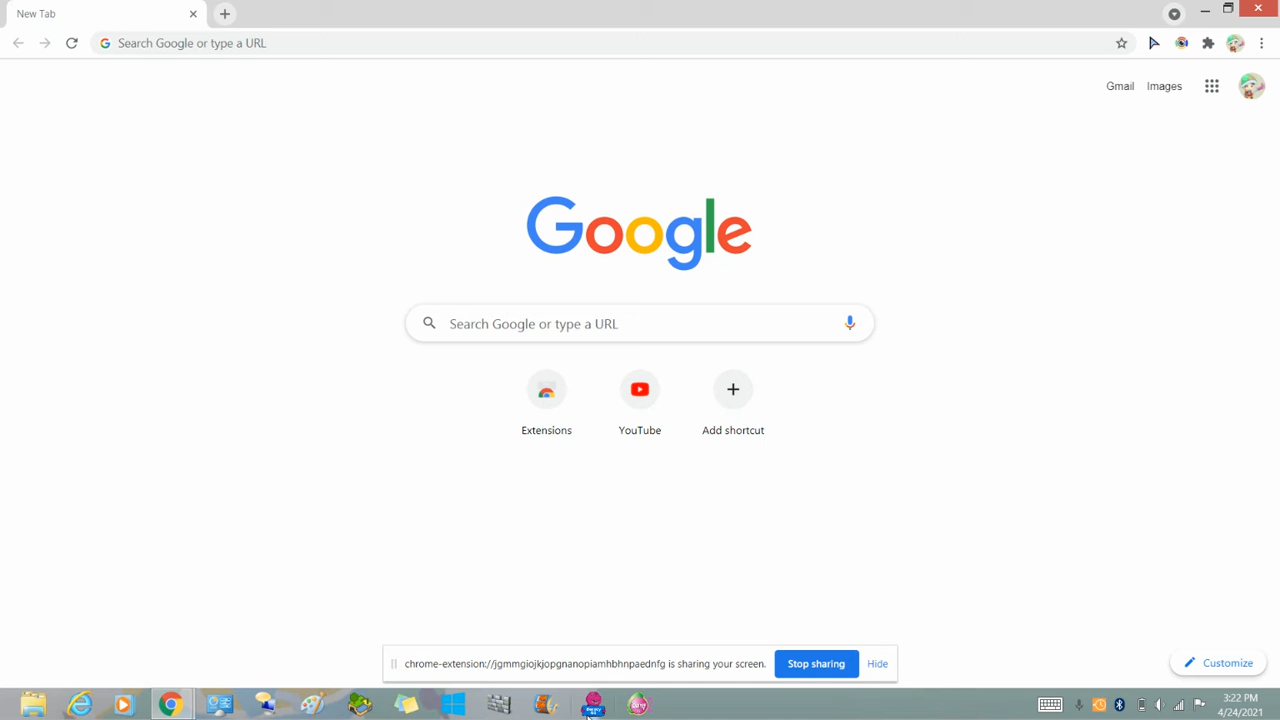 New Tab
Search Google or type a URL
Gmail Images
Google
Search Google or type a URL
Extensions YouTube Add shortcut
chrome-extension://jgmmgiojkjopgnanopiamhbhnpaednfg is sharing your screen. Stop sharing Hide
Customize
3:22 PM
4/24/2021